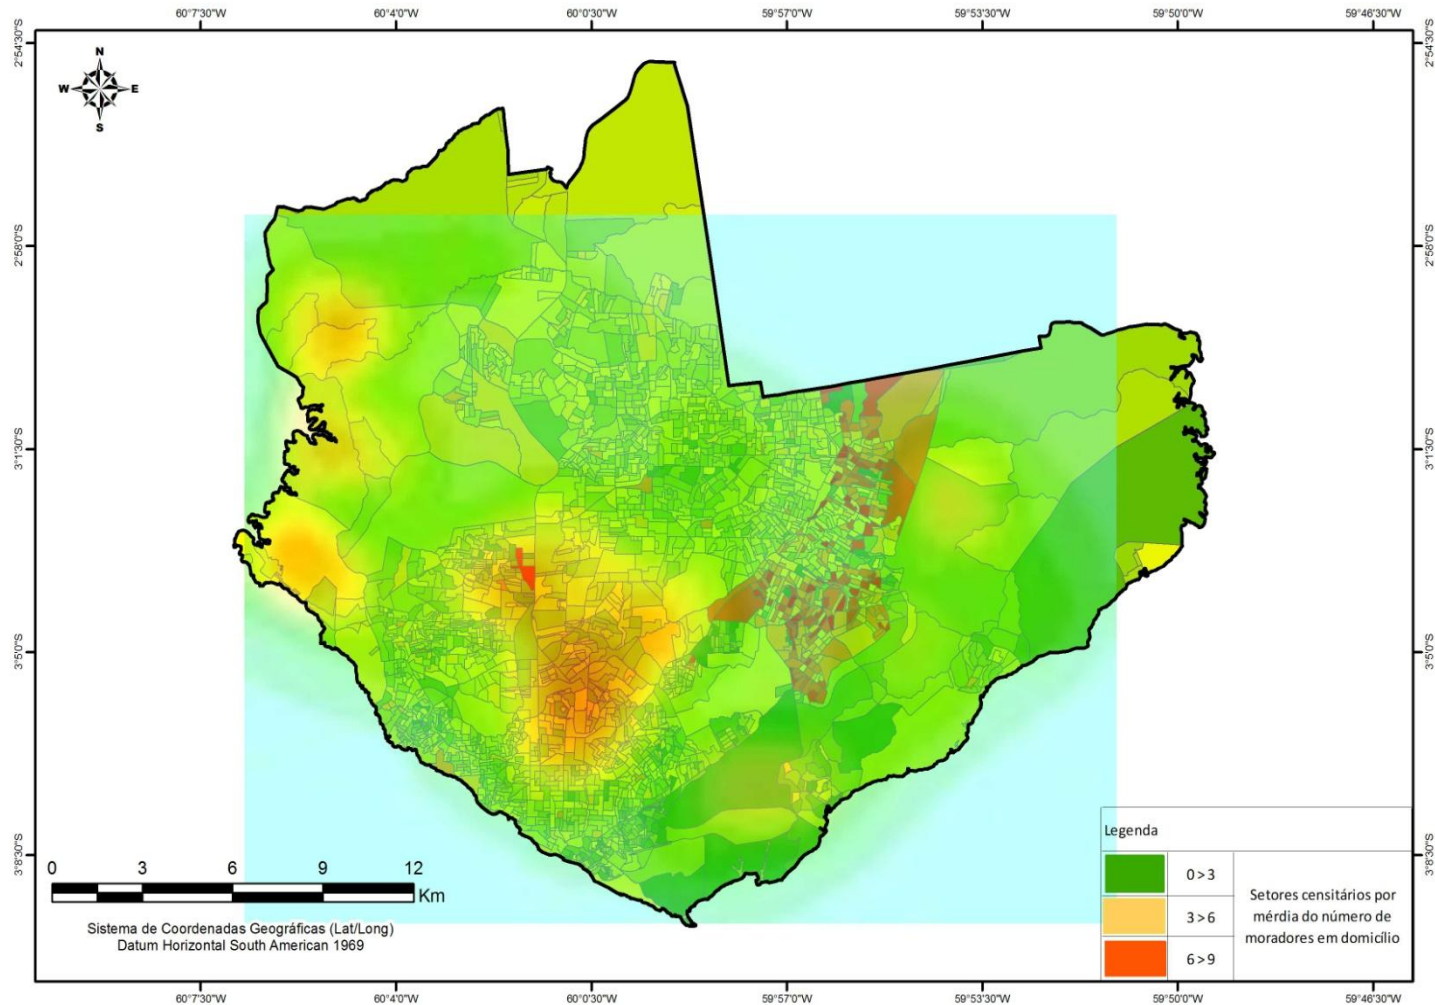 60°7'30"W 60°4'0"W 60°0'30"W 59°57'0"W 59°53'30"W 59°50'0"W 59°46'30"W
2°54'30"S 2°54'30"S
N
W E
S
2°58'0"S 2°58'0"S
3°1'30"S 3°1'30"S
3°5'0"S 3°5'0"S
3°8'30"S 3°8'30"S
0 3 6 9 12
Km
Sistema de Coordenadas Geográficas (Lat/Long)
Datum Horizontal South American 1969
Legenda
0 > 3
3 > 6
6 > 9
Setores censitários por
mérdia do número de
moradores em domicílio
60°7'30"W 60°4'0"W 60°0'30"W 59°57'0"W 59°53'30"W 59°50'0"W 59°46'30"W